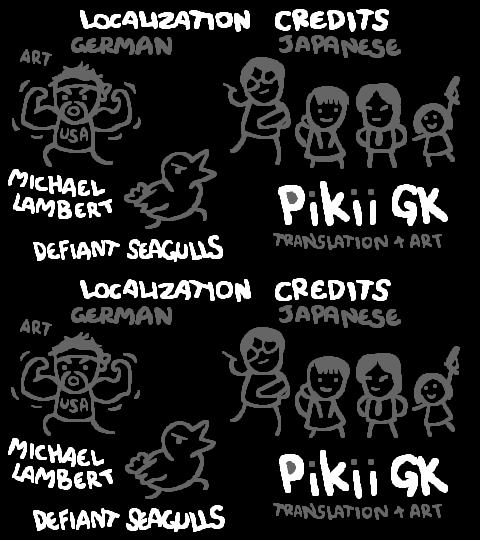 LOCALIZATION CREDITS
GERMAN JAPANESE
ART
USA
MICHAEL
LAMBERT
Pikii GK
DEFIANT SEAGULLS
TRANSLATION + ART
LOCALIZATION CREDITS
GERMAN JAPANESE
ART
USA
MICHAEL
LAMBERT
Pikii GK
DEFIANT SEAGULLS
TRANSLATION + ART